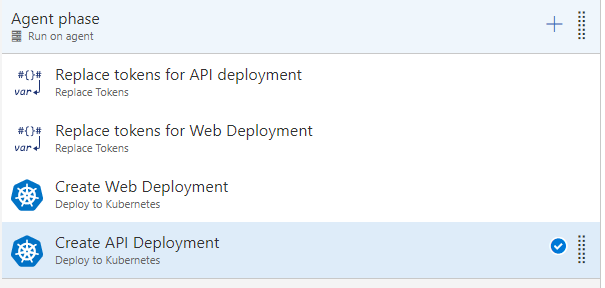 Agent phase
Run on agent
#{}#
var
Replace tokens for API deployment
Replace Tokens
#{}#
var
Replace tokens for Web Deployment
Replace Tokens
Create Web Deployment
Deploy to Kubernetes
Create API Deployment
Deploy to Kubernetes